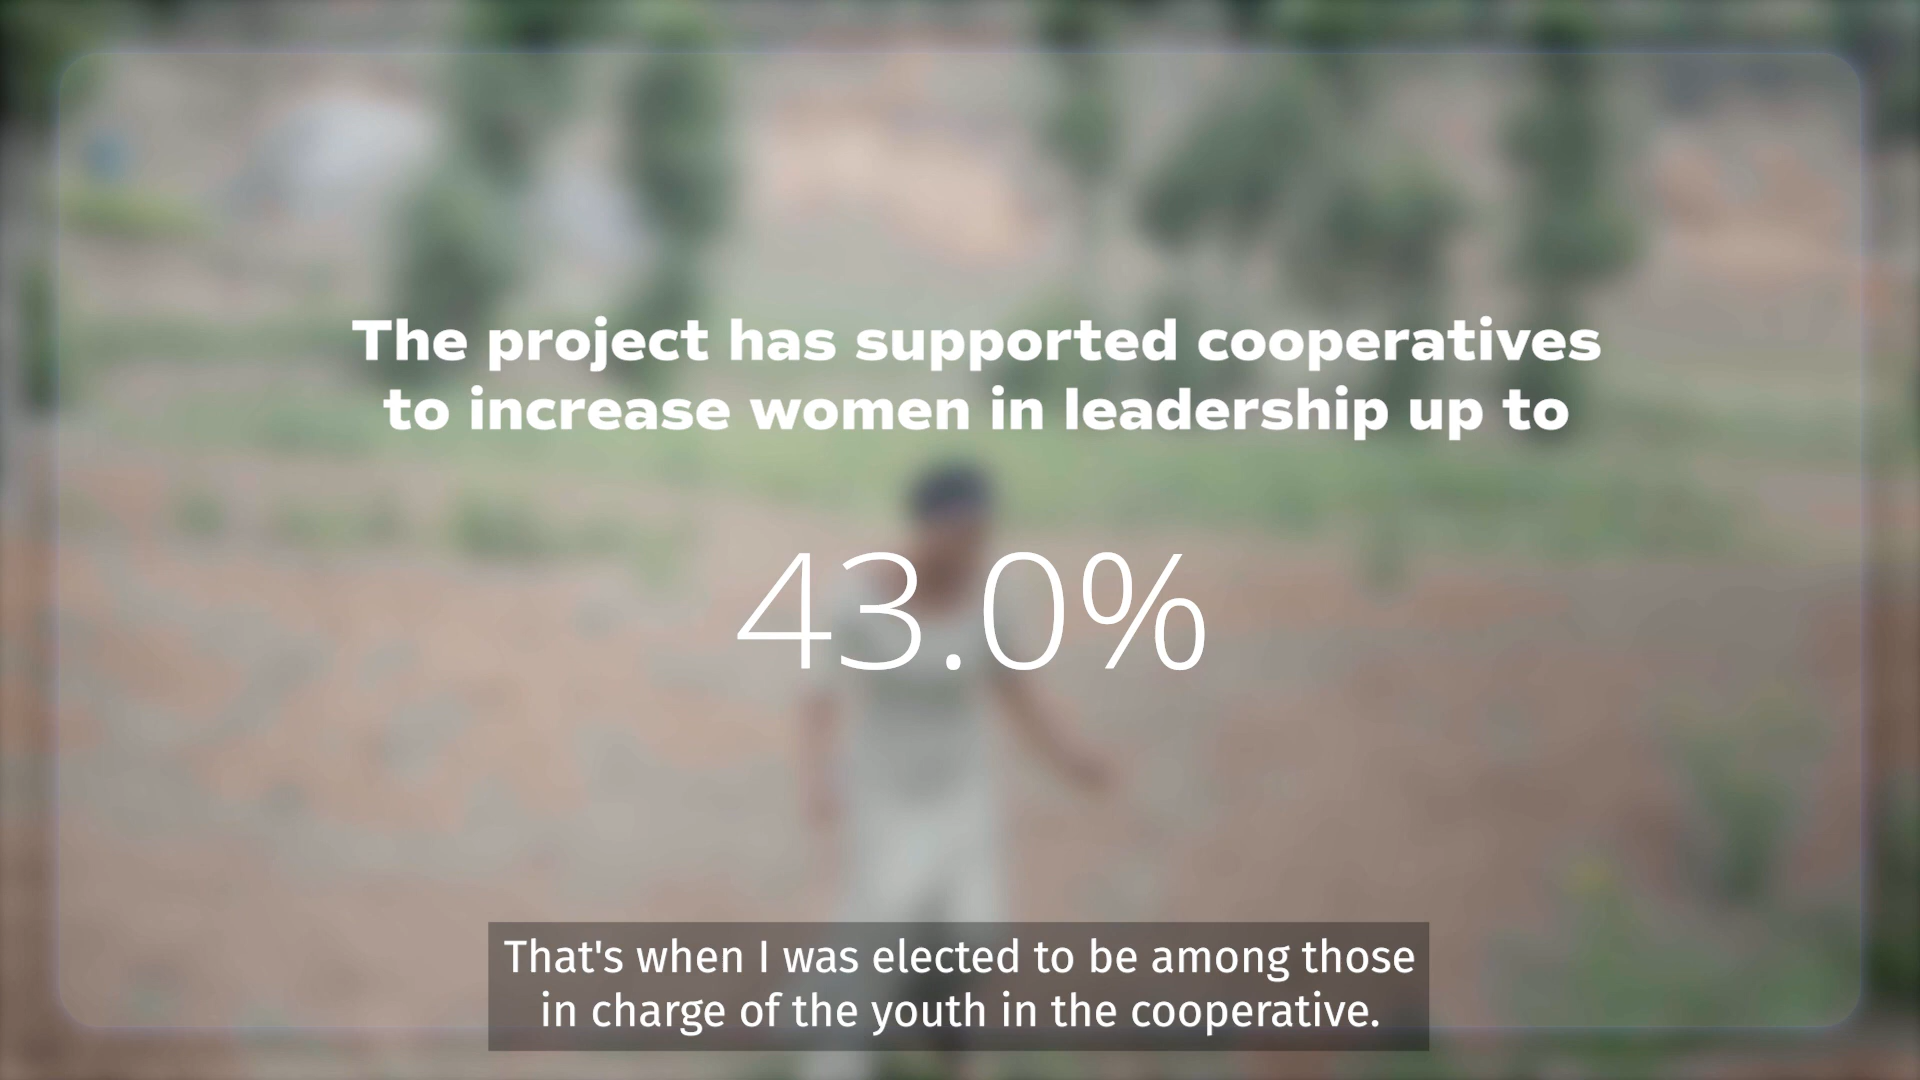 The project has supported cooperatives
to increase women in leadership up to
43.0%
That's when I was elected to be among those
in charge of the youth in the cooperative.